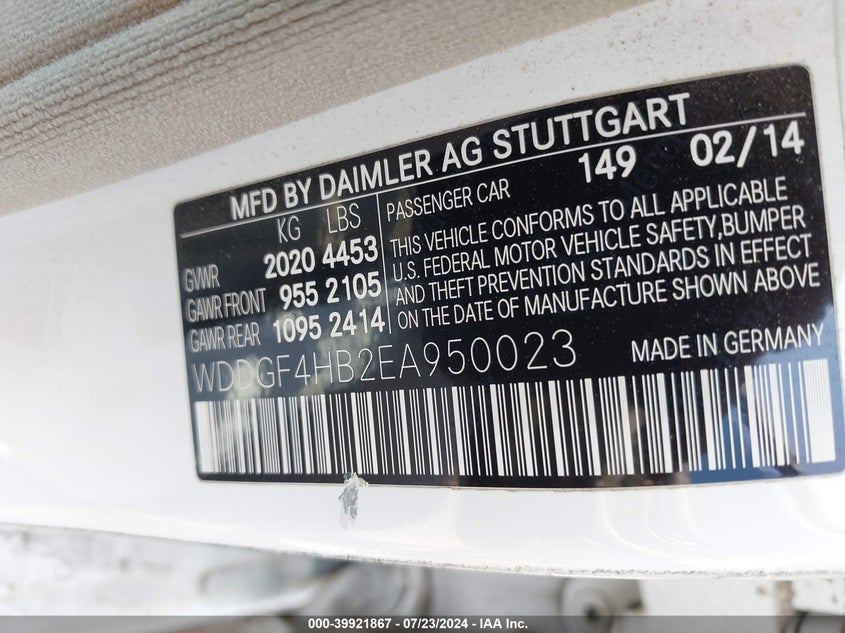 MFD BY DAIMLER AG STUTTGART
149 02/14
KG LBS
GVWR 2020 4453
GAWR FRONT 955 2105
GAWR REAR 1095 2414
PASSENGER CAR
THIS VEHICLE CONFORMS TO ALL APPLICABLE
U.S. FEDERAL MOTOR VEHICLE SAFETY,BUMPER
AND THEFT PREVENTION STANDARDS IN EFFECT
ON THE DATE OF MANUFACTURE SHOWN ABOVE
WDDGF4HB2EA950023
MADE IN GERMANY
000-39921867 / 07/23/2024 - IAA Inc.